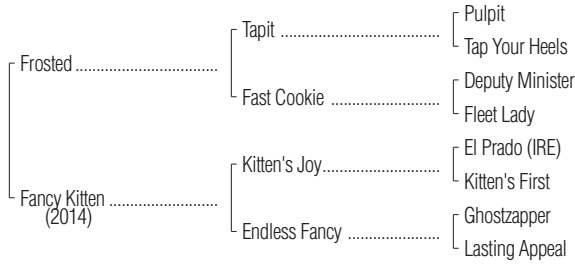 Pulpit
Tapit
Tap Your Heels
Frosted
Deputy Minister
Fast Cookie
Fleet Lady
El Prado (IRE)
Kitten's Joy
Kitten's First
Fancy Kitten
(2014)
Ghostzapper
Endless Fancy
Lasting Appeal